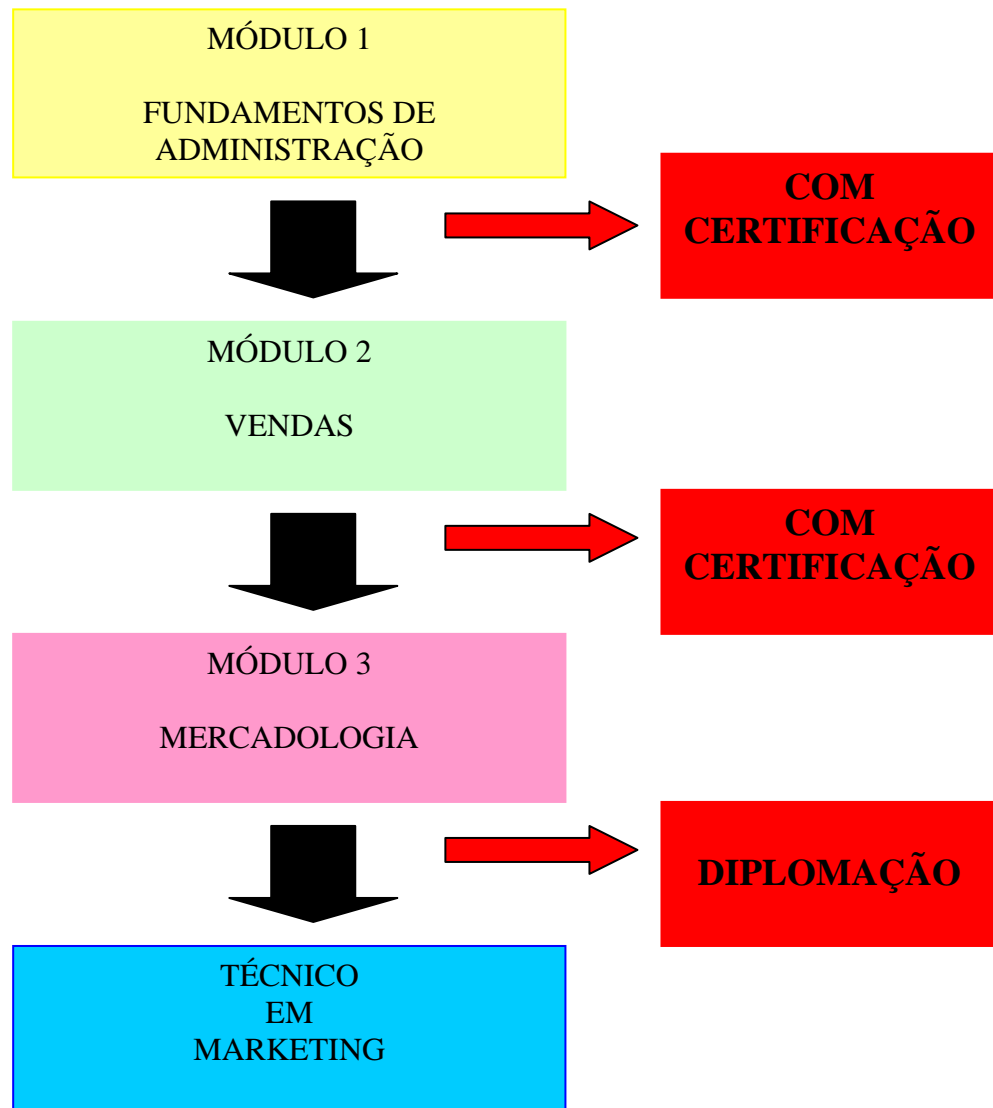 MÓDULO 1
FUNDAMENTOS DE
ADMINISTRAÇÃO
COM
CERTIFICAÇÃO
MÓDULO 2
VENDAS
COM
CERTIFICAÇÃO
MÓDULO 3
MERCADOLOGIA
DIPLOMAÇÃO
TÉCNICO
EM
MARKETING